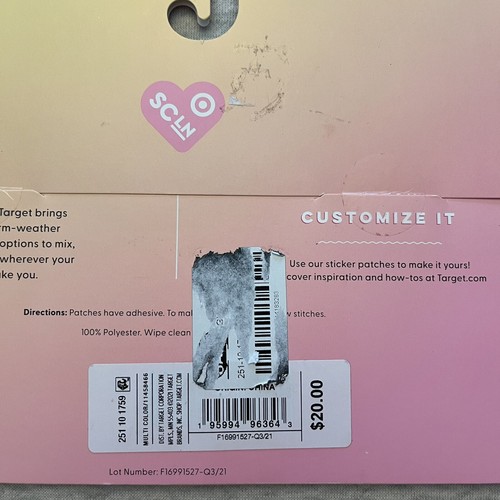 SC
LN
Target brings
rm-weather
options to mix,
wherever your
ake you.
CUSTOMIZE IT
Use our sticker patches to make it yours!
cover inspiration and how-tos at Target.com
Directions: Patches have adhesive. To mak
w stitches.
100% Polyester. Wipe clean
251 10 1759
MULTI COLOR/11458466
DIST. BY TARGET CORPORATION
MPLS, MN 55403 ©2021 TARGET
BRANDS, INC. SHOP TARGET.COM
CHINA
1 95994 96364 3
F16991527-Q3/21
$20.00
Lot Number: F16991527-Q3/21